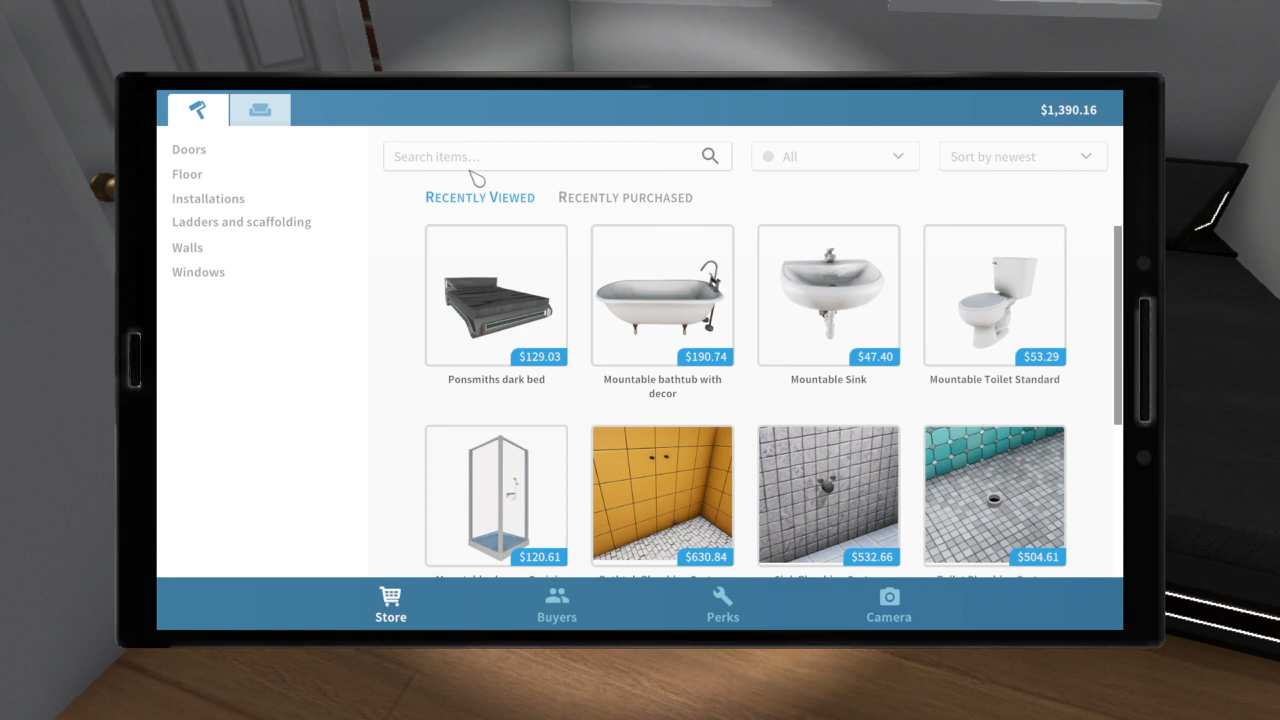 $1,390.16
Doors
Floor
Installations
Ladders and scaffolding
Walls
Windows
Search items...
All
Sort by newest
RECENTLY VIEWED
RECENTLY PURCHASED
$129.03
$190.74
$47.40
$53.29
Ponsmiths dark bed
Mountable bathtub with
decor
Mountable Sink
Mountable Toilet Standard
$120.61
$630.84
$532.66
$504.61
Store
Buyers
Perks
Camera